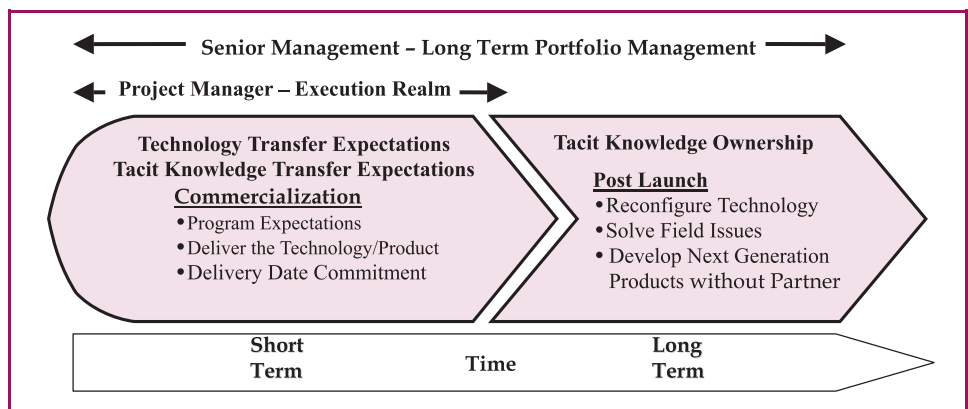 Senior Management – Long Term Portfolio Management
Project Manager – Execution Realm
Technology Transfer Expectations
Tacit Knowledge Transfer Expectations
Commercialization
•Program Expectations
•Deliver the Technology/Product
•Delivery Date Commitment
Tacit Knowledge Ownership
Post Launch
•Reconfigure Technology
•Solve Field Issues
• Develop Next Generation
Products without Partner
Short
Term
Time
Long
Term